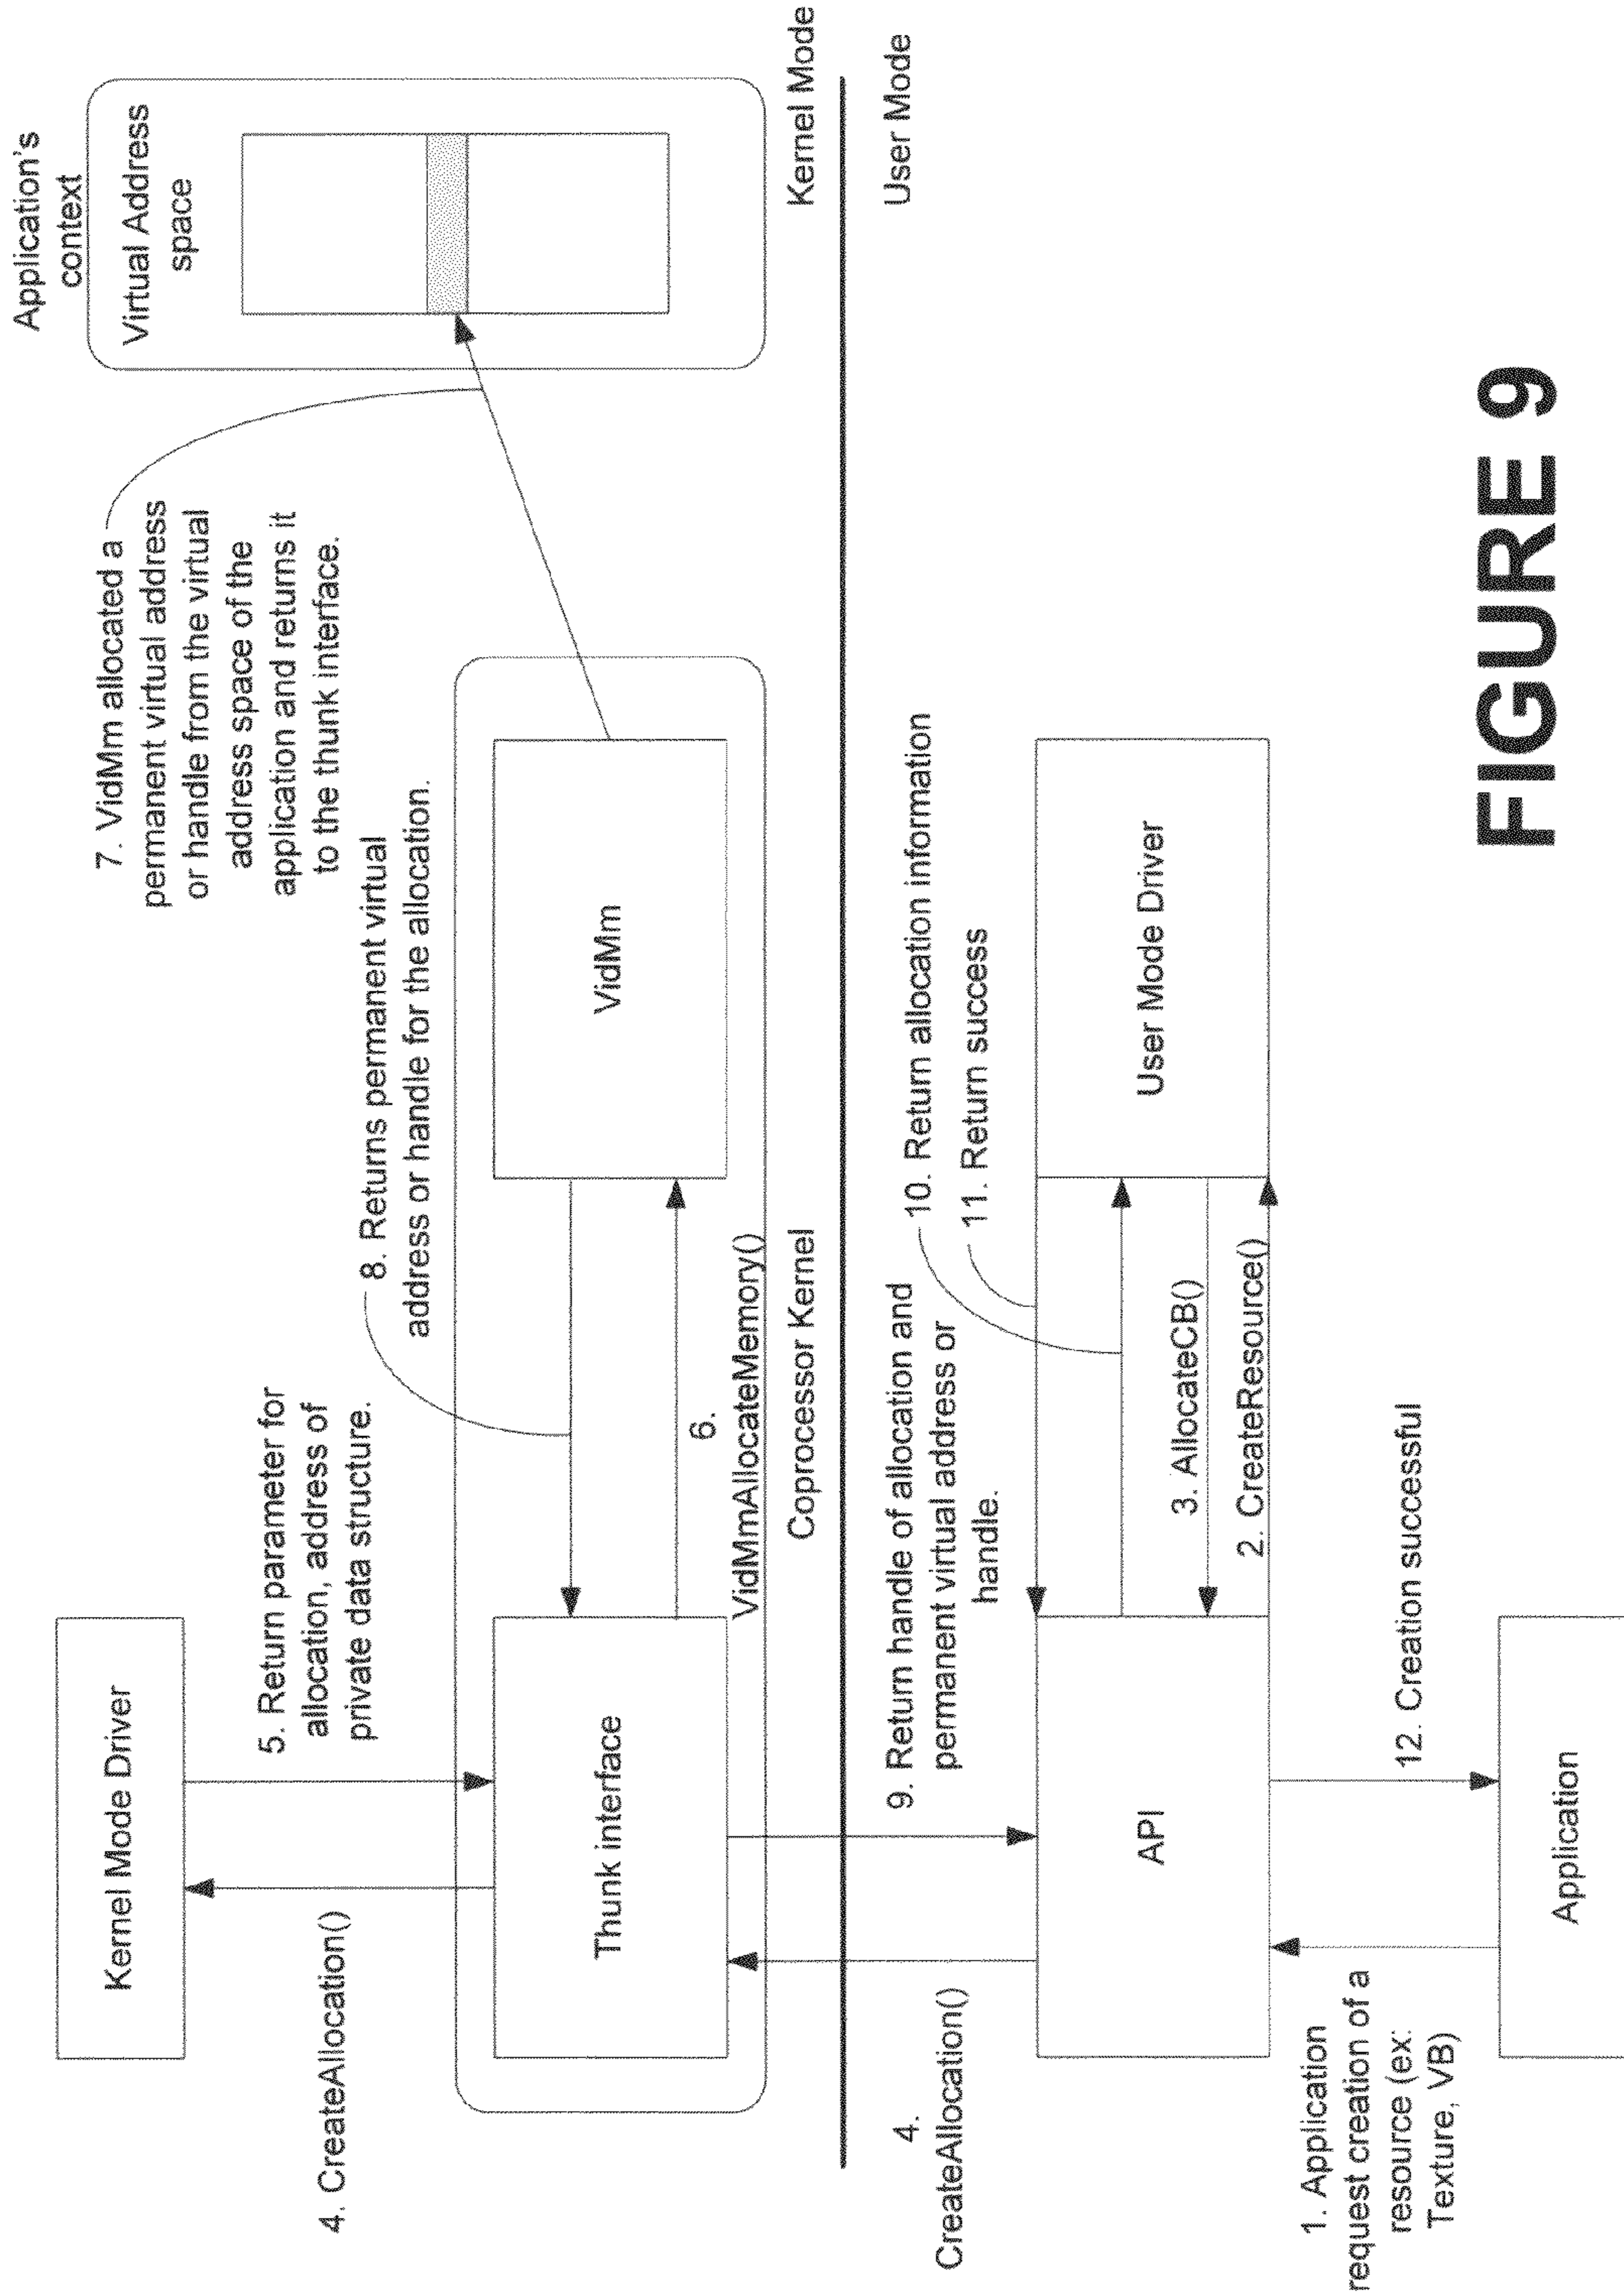 Application's
context
Virtual Address
space
Kernel Mode Driver
5. Return parameter for
allocation, address of
private data structure.
7. VidMm allocated a
permanent virtual address
or handle from the virtual
address space of the
application and returns it
to the thunk interface.
4. CreateAllocation()
8. Returns permanent virtual
address or handle for the allocation.
Thunk interface
VidMm
6.
VidMmAllocateMemory()
Coprocessor Kernel
Kernel Mode
User Mode
4.
CreateAllocation()
9. Return handle of allocation and
permanent virtual address or
handle.
10. Return allocation information
11. Return success
API
User Mode Driver
3. AllocateCB()
2. CreateResource()
1. Application
request creation of a
resource (ex:
Texture, VB)
12. Creation successful
Application
FIGURE 9